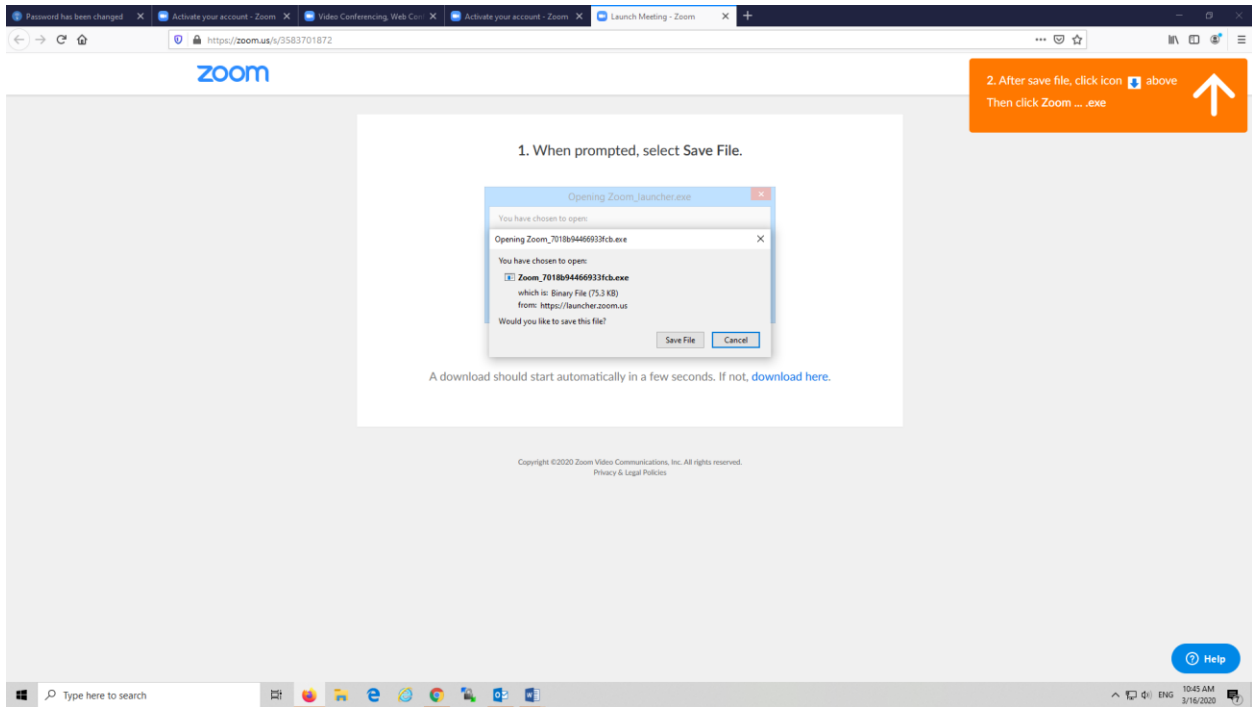 Password has been changed
Activate your account - Zoom
Video Conferencing, Web Conf
Activate your account - Zoom
Launch Meeting - Zoom
https://zoom.us/s/3583701872
zoom
2. After save file, click icon above
Then click Zoom ... .exe
1. When prompted, select Save File.
Opening Zoom_launcher.exe
You have chosen to open:
Opening Zoom_7018b94466933fcb.exe
You have chosen to open:
Zoom_7018b94466933fcb.exe
which is: Binary File (75.3 KB)
from: https://launcher.zoom.us
Would you like to save this file?
Save File Cancel
A download should start automatically in a few seconds. If not, download here.
Copyright ©2020 Zoom Video Communications, Inc. All rights reserved.
Privacy & Legal Policies
Help
Type here to search
ENG
10:45 AM
3/16/2020